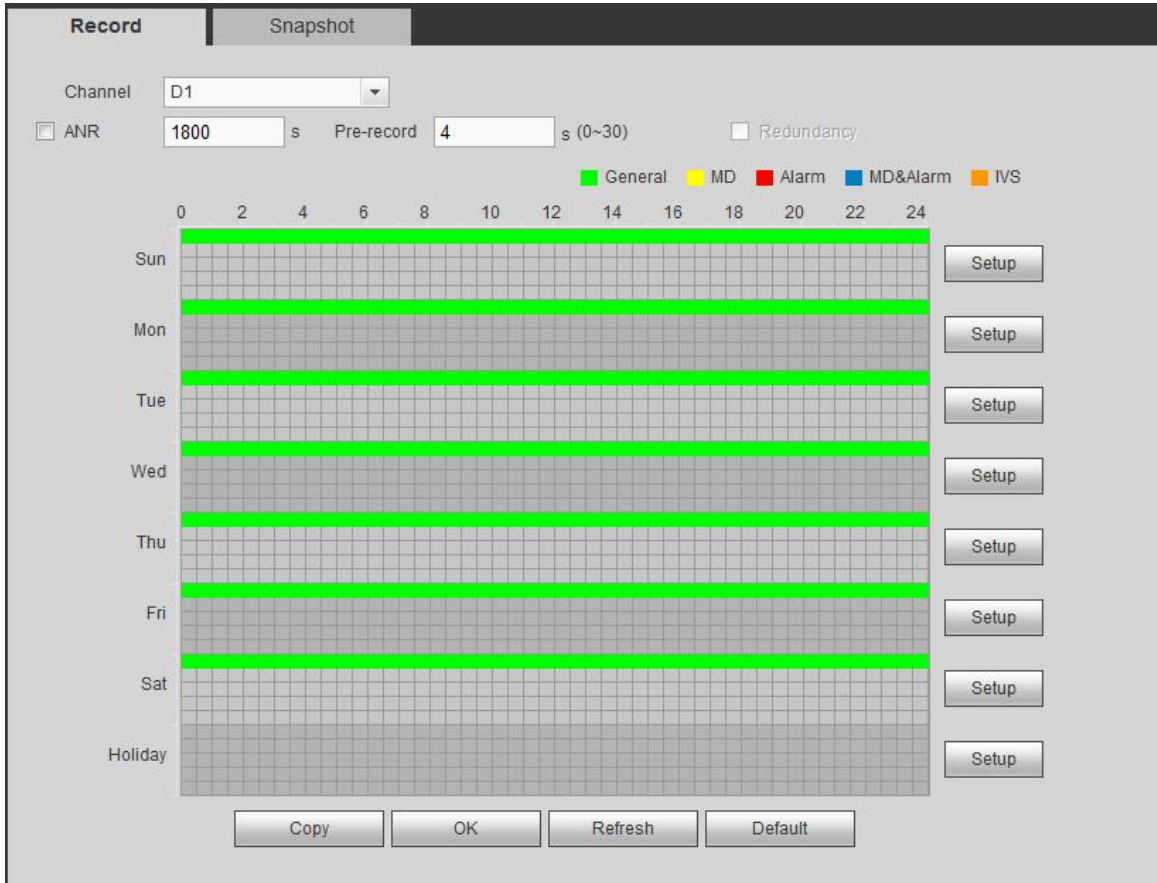 Record Snapshot
Channel D1
ANR 1800 s Pre-record 4 s (0~30) Redundancy
General MD Alarm MD&Alarm IVS
0 2 4 6 8 10 12 14 16 18 20 22 24
Sun Setup
Mon Setup
Tue Setup
Wed Setup
Thu Setup
Fri Setup
Sat Setup
Holiday Setup
Copy OK Refresh Default